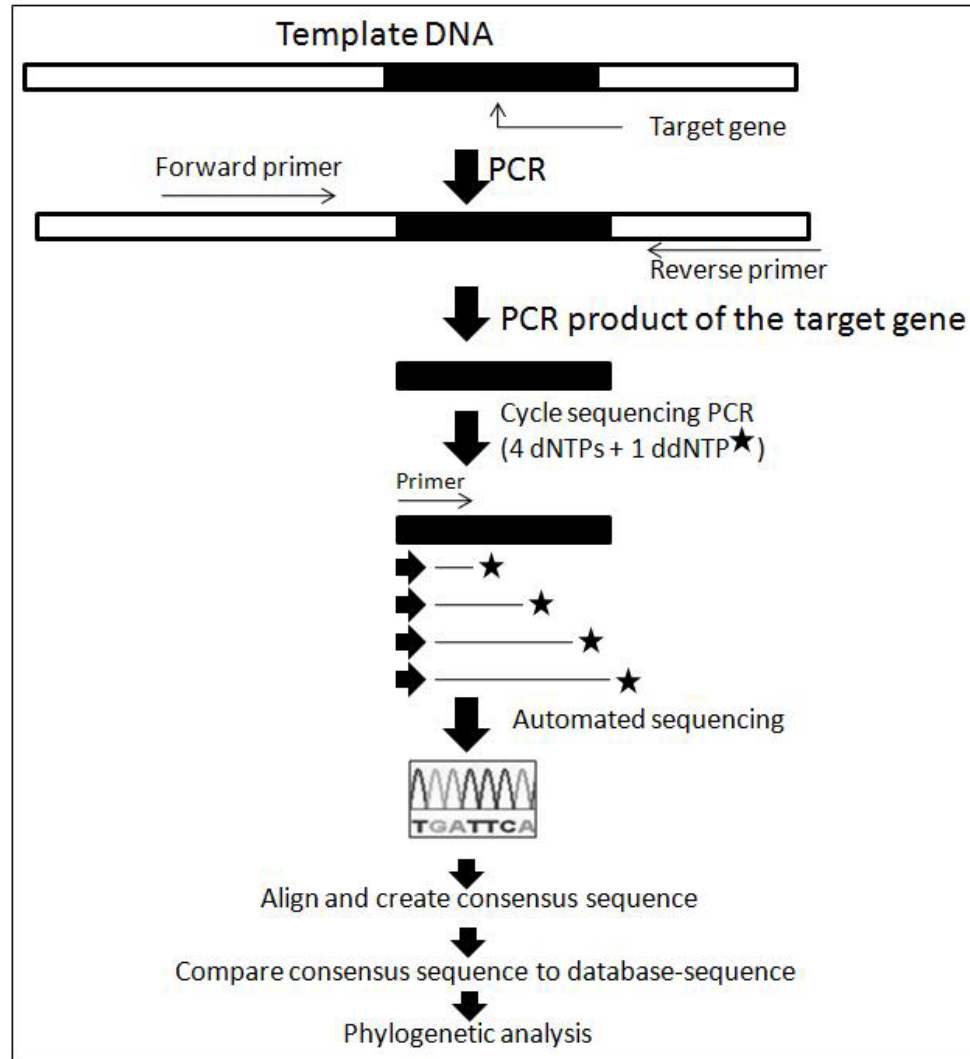 Template DNA
Target gene
Forward primer
PCR
Reverse primer
PCR product of the target gene
Cycle sequencing PCR
(4 dNTPs + 1 ddNTP★)
Primer
Automated sequencing
TGATTCA
Align and create consensus sequence
Compare consensus sequence to database-sequence
Phylogenetic analysis